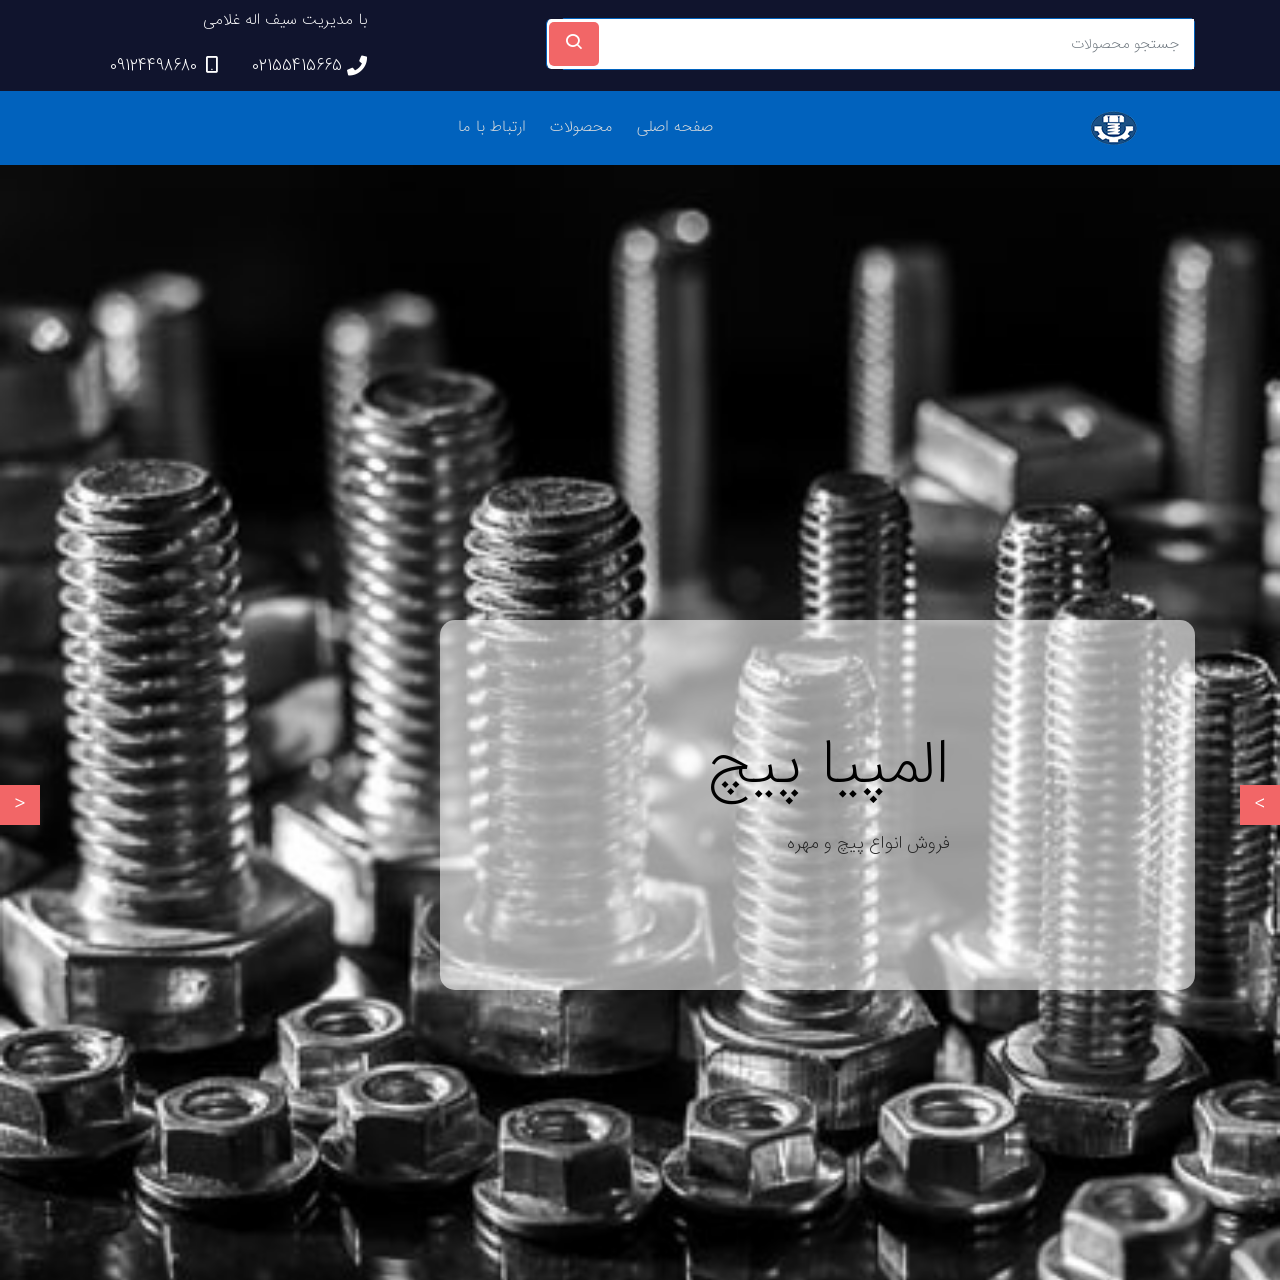 با مدیریت سیف اله غلامی
جستجو محصولات
۰۲۱۵۵۴۱۵۶۶۵
۰۹۱۲۴۴۹۸۶۸۰
صفحه اصلی
محصولات
ارتباط با ما
المپیا پیچ
فروش انواع پیچ و مهره
>
<